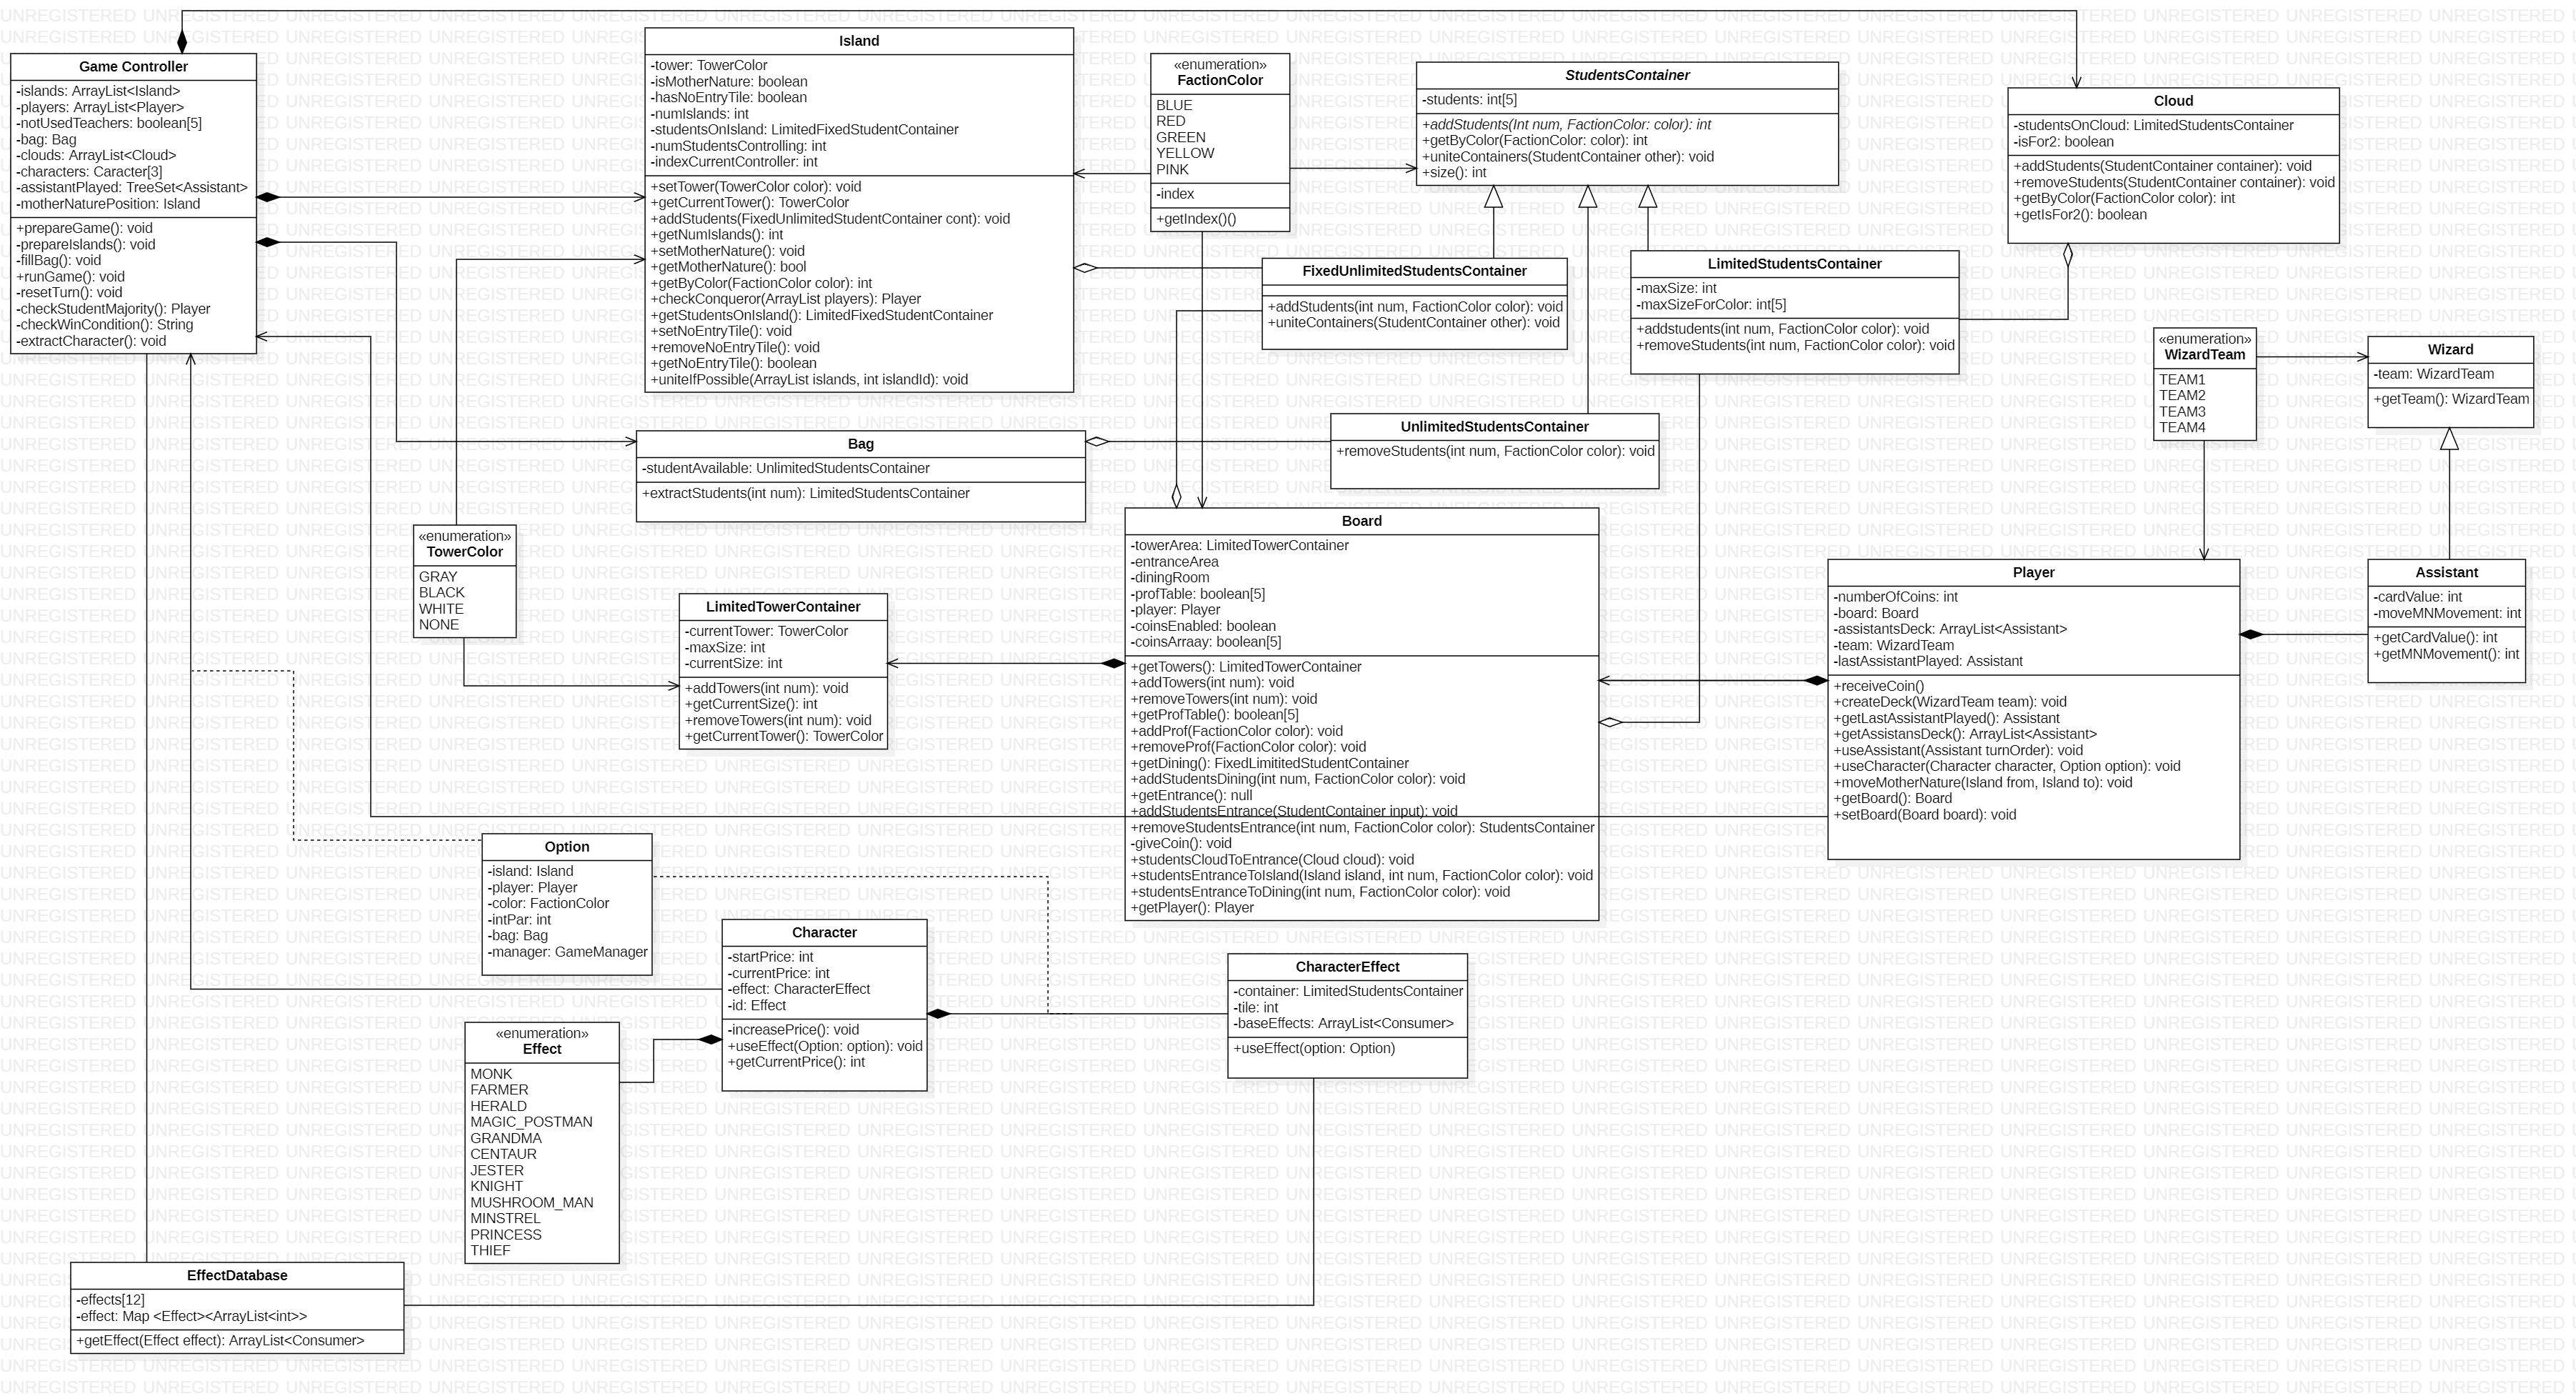 Game Controller
-islands: ArrayList<Island>
-players: ArrayList<Player>
-notUsedTeachers: boolean[5]
-bag: Bag
-clouds: ArrayList<Cloud>
-characters: Caracter[3]
-assistantPlayed: TreeSet<Assistant>
-motherNaturePosition: Island
+prepareGame(): void
-prepareIslands(): void
-fillBag(): void
+runGame(): void
-resetTurn(): void
-checkStudentMajority(): Player
-checkWinCondition(): String
-extractCharacter(): void
Island
-tower: TowerColor
-isMotherNature: boolean
-hasNoEntryTile: boolean
-numIslands: int
-studentsOnIsland: LimitedFixedStudentContainer
-numStudentsControlling: int
-indexCurrentController: int
+setTower(TowerColor color): void
+getCurrentTower(): TowerColor
+addStudents(FixedUnlimitedStudentContainer cont): void
+getNumIslands(): int
+setMotherNature(): void
+getMotherNature(): bool
+getByColor(FactionColor color): int
+checkConqueror(ArrayList players): Player
+getStudentsOnIsland(): LimitedFixedStudentContainer
+setNoEntryTile(): void
+removeNoEntryTile(): void
+getNoEntryTile(): boolean
+uniteIfPossible(ArrayList islands, int islandId): void
«enumeration»
FactionColor
BLUE
RED
GREEN
YELLOW
PINK
-index
+getIndex()()
StudentsContainer
-students: int[5]
+addStudents(Int num, FactionColor: color): int
+getByColor(FactionColor: color): int
+uniteContainers(StudentContainer other): void
+size(): int
Cloud
-studentsOnCloud: LimitedStudentsContainer
-isFor2: boolean
+addStudents(StudentContainer container): void
+removeStudents(StudentContainer container): void
+getByColor(FactionColor color): int
+getIsFor2(): boolean
FixedUnlimitedStudentsContainer
+addStudents(int num, FactionColor color): void
+uniteContainers(StudentContainer other): void
LimitedStudentsContainer
-maxSize: int
-maxSizeForColor: int[5]
+addstudents(int num, FactionColor color): void
+removeStudents(int num, FactionColor color): void
«enumeration»
WizardTeam
TEAM1
TEAM2
TEAM3
TEAM4
Wizard
-team: WizardTeam
+getTeam(): WizardTeam
Bag
-studentAvailable: UnlimitedStudentsContainer
+extractStudents(int num): LimitedStudentsContainer
UnlimitedStudentsContainer
+removeStudents(int num, FactionColor color): void
«enumeration»
TowerColor
GRAY
BLACK
WHITE
NONE
LimitedTowerContainer
-currentTower: TowerColor
-maxSize: int
-currentSize: int
+addTowers(int num): void
+getCurrentSize(): int
+removeTowers(int num): void
+getCurrentTower(): TowerColor
Board
-towerArea: LimitedTowerContainer
-entranceArea
-diningRoom
-profTable: boolean[5]
-player: Player
-coinsEnabled: boolean
-coinsArraay: boolean[5]
+getTowers(): LimitedTowerContainer
+addTowers(int num): void
+removeTowers(int num): void
+getProfTable(): boolean[5]
+addProf(FactionColor color): void
+removeProf(FactionColor color): void
+getDining(): FixedLimititedStudentContainer
+addStudentsDining(int num, FactionColor color): void
+getEntrance(): null
+addStudentsEntrance(StudentContainer input): void
+removeStudentsEntrance(int num, FactionColor color): StudentsContainer
-giveCoin(): void
+studentsCloudToEntrance(Cloud cloud): void
+studentsEntranceToIsland(Island island, int num, FactionColor color): void
+studentsEntranceToDining(int num, FactionColor color): void
+getPlayer(): Player
Player
-numberOfCoins: int
-board: Board
-assistantsDeck: ArrayList<Assistant>
-team: WizardTeam
-lastAssistantPlayed: Assistant
+receiveCoin()
+createDeck(WizardTeam team): void
+getLastAssistantPlayed(): Assistant
+getAssistansDeck(): ArrayList<Assistant>
+useAssistant(Assistant turnOrder): void
+useCharacter(Character character, Option option): void
+moveMotherNature(Island from, Island to): void
+getBoard(): Board
+setBoard(Board board): void
Assistant
-cardValue: int
-moveMNMovement: int
+getCardValue(): int
+getMNMovement(): int
Option
-island: Island
-player: Player
-color: FactionColor
-intPar: int
-bag: Bag
-manager: GameManager
Character
-startPrice: int
-currentPrice: int
-effect: CharacterEffect
-id: Effect
-increasePrice(): void
+useEffect(Option: option): void
+getCurrentPrice(): int
CharacterEffect
-container: LimitedStudentsContainer
-tile: int
-baseEffects: ArrayList<Consumer>
+useEffect(option: Option)
«enumeration»
Effect
MONK
FARMER
HERALD
MAGIC_POSTMAN
GRANDMA
CENTAUR
JESTER
KNIGHT
MUSHROOM_MAN
MINSTREL
PRINCESS
THIEF
EffectDatabase
-effects[12]
-effect: Map <Effect><ArrayList<int>>
+getEffect(Effect effect): ArrayList<Consumer>
UNREGISTERED